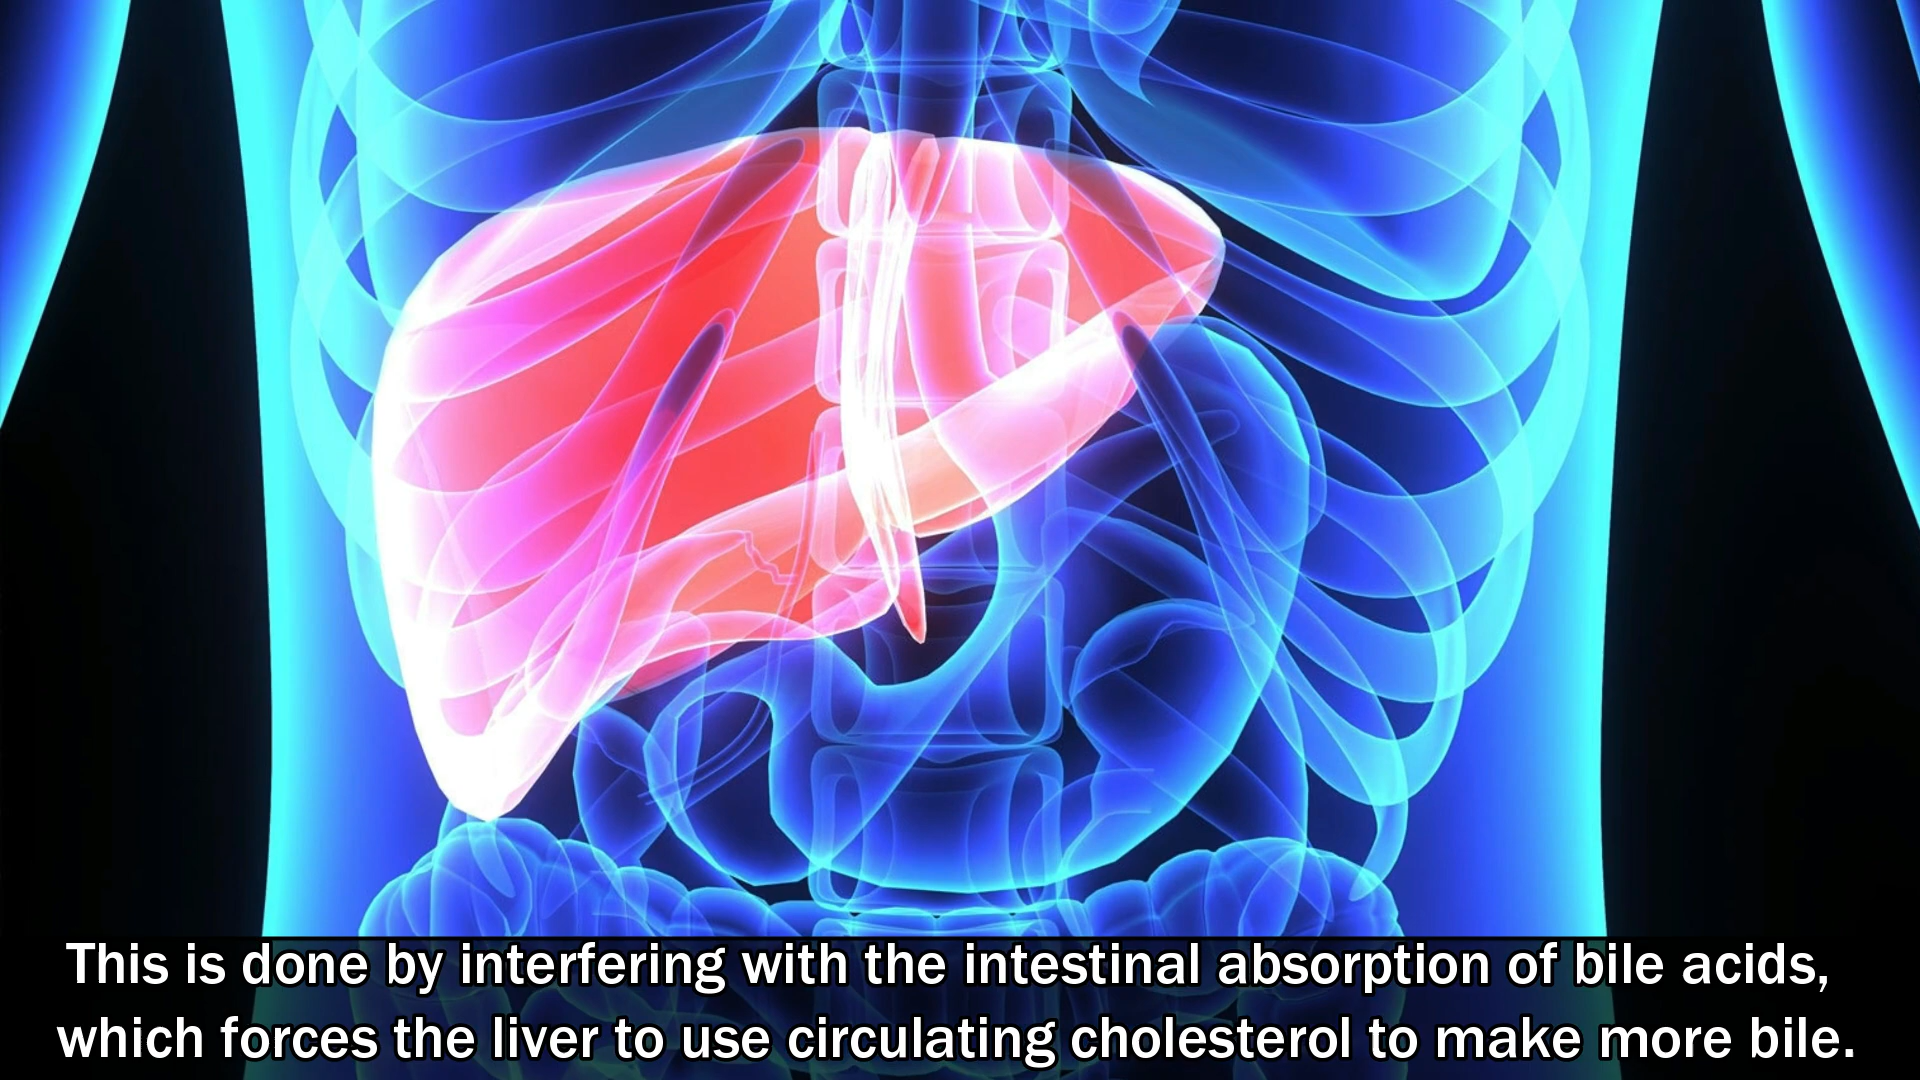 This is done by interfering with the intestinal absorption of bile acids,
which forces the liver to use circulating cholesterol to make more bile.